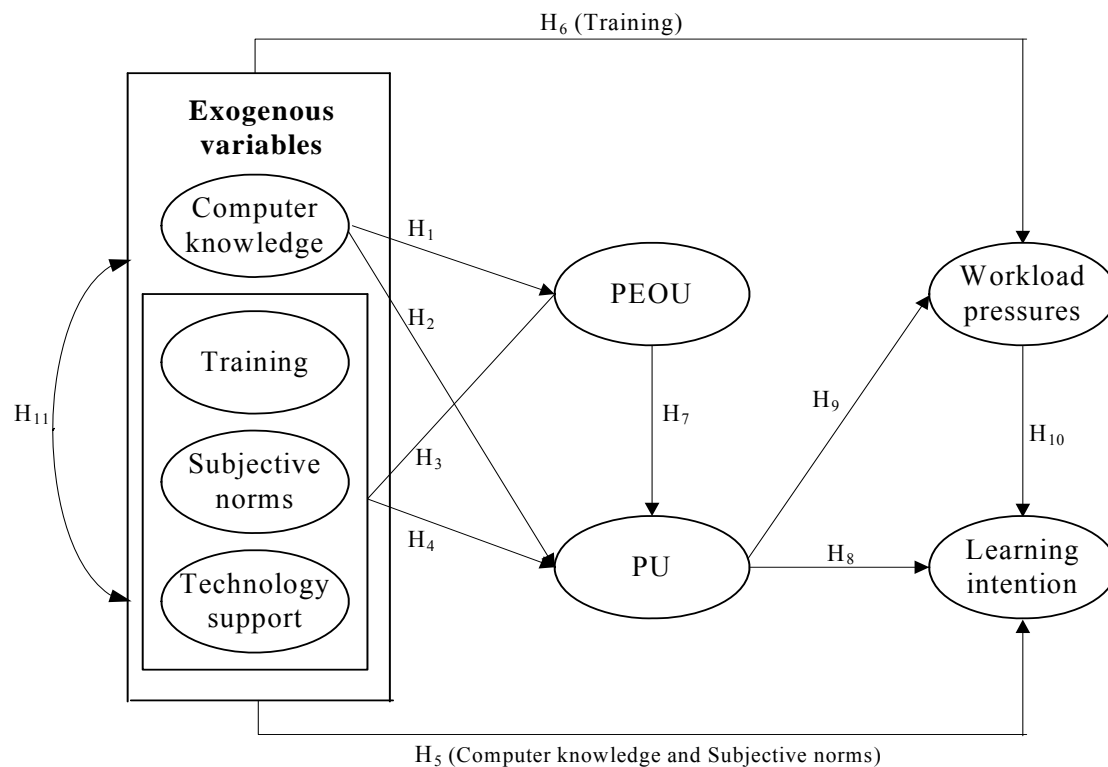 H₆ (Training)
Exogenous
variables
Computer
knowledge
H₁
H₂
PEOU
Workload
pressures
Training
H₁₁
H₃
H₇
H₉
H₁₀
Subjective
norms
H₄
PU
H₈
Learning
intention
Technology
support
H₅ (Computer knowledge and Subjective norms)